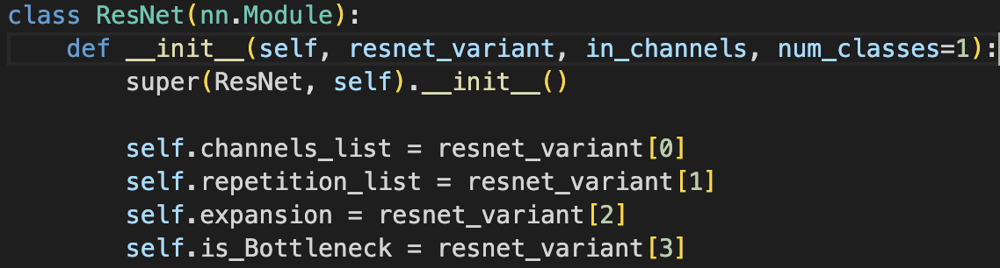 class ResNet(nn.Module):
    def __init__(self, resnet_variant, in_channels, num_classes=1):
        super(ResNet, self).__init__()

        self.channels_list = resnet_variant[0]
        self.repetition_list = resnet_variant[1]
        self.expansion = resnet_variant[2]
        self.is_Bottleneck = resnet_variant[3]